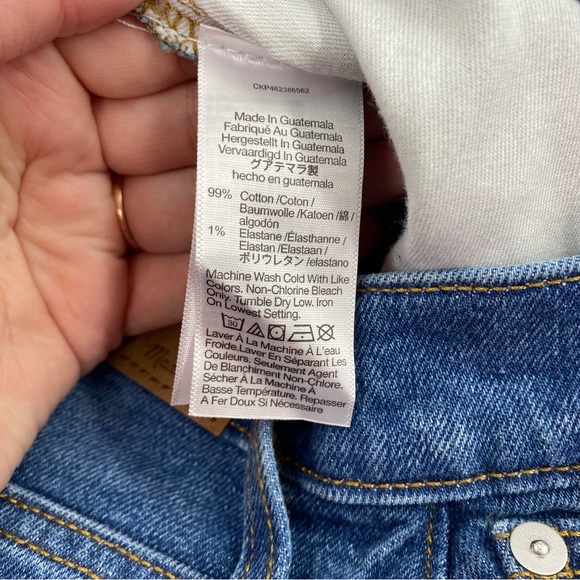 CKP462386562
Made In Guatemala
Fabriqué Au Guatemala
Hergestellt In Guatemala
Vervaardigd In Guatemala
グアテマラ製
hecho en guatemala
99% Cotton /Coton /
Baumwolle /Katoen /綿 /
algodón
1% Elastane /Élasthanne /
Elastan /Elastaan /
ポリウレタン /elastano
Machine Wash Cold With Like
Colors. Non-Chlorine Bleach
Only. Tumble Dry Low. Iron
On Lowest Setting.
30
Laver À La Machine À L'eau
Froide.Laver En Séparant Les
Couleurs. Seulement Agent
De Blanchiment Non-Chlore.
Sécher À La Machine À
Basse Température. Repasser
A Fer Doux Si Nécessaire